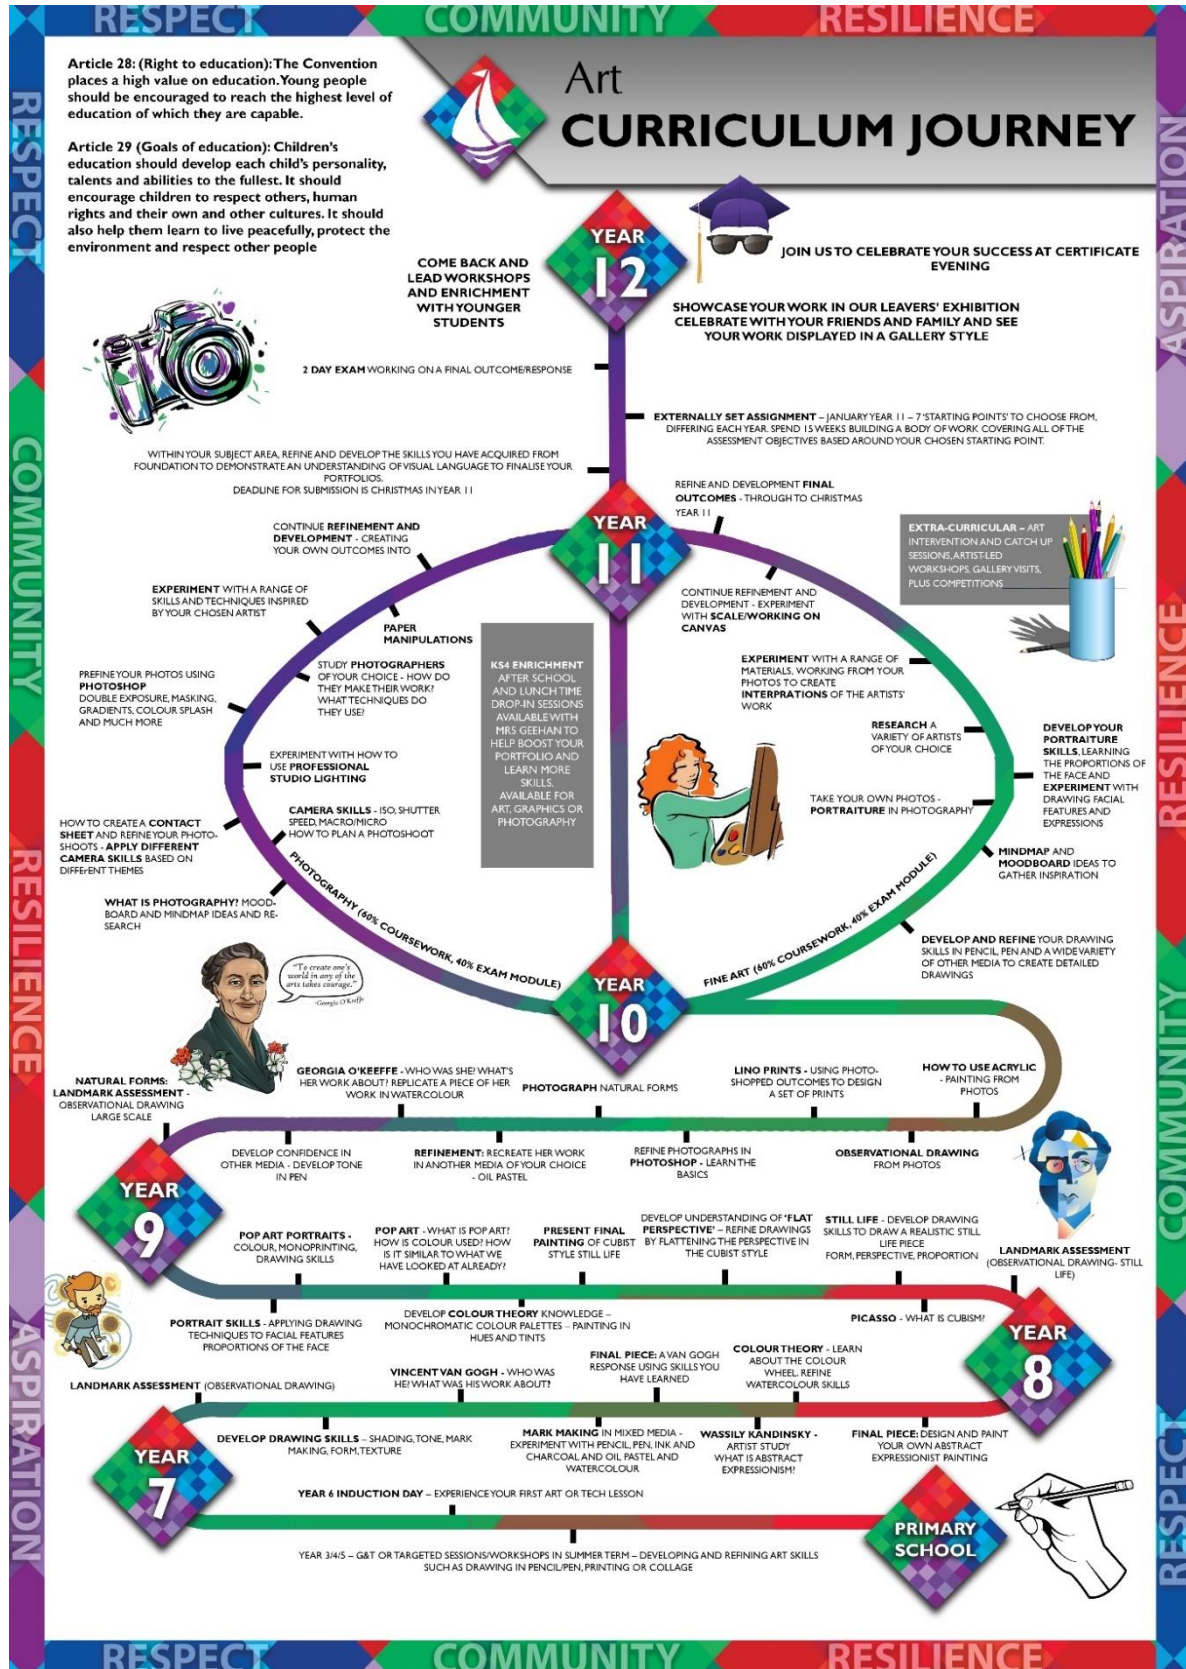 RESPECT COMMUNITY RESILIENCE
Article 28: (Right to education): The Convention
places a high value on education. Young people
should be encouraged to reach the highest level of
education of which they are capable.
Article 29 (Goals of education): Children's
education should develop each child's personality,
talents and abilities to the fullest. It should
encourage children to respect others, human
rights and their own and other cultures. It should
also help them learn to live peacefully, protect the
environment and respect other people
Art
CURRICULUM JOURNEY
YEAR
12
JOIN US TO CELEBRATE YOUR SUCCESS AT CERTIFICATE
EVENING
COME BACK AND
LEAD WORKSHOPS
AND ENRICHMENT
WITH YOUNGER
STUDENTS
SHOWCASE YOUR WORK IN OUR LEAVERS' EXHIBITION
CELEBRATE WITH YOUR FRIENDS AND FAMILY AND SEE
YOUR WORK DISPLAYED IN A GALLERY STYLE
2 DAY EXAM WORKING ON A FINAL OUTCOME/RESPONSE
EXTERNALLY SET ASSIGNMENT – JANUARY YEAR 11 – 7 'STARTING POINTS' TO CHOOSE FROM,
DIFFERING EACH YEAR. SPEND 15 WEEKS BUILDING A BODY OF WORK COVERING ALL OF THE
ASSESSMENT OBJECTIVES BASED AROUND YOUR CHOSEN STARTING POINT.
WITHIN YOUR SUBJECT AREA, REFINE AND DEVELOP THE SKILLS YOU HAVE ACQUIRED FROM
FOUNDATION TO DEMONSTRATE AN UNDERSTANDING OF VISUAL LANGUAGE TO FINALISE YOUR
PORTFOLIOS.
DEADLINE FOR SUBMISSION IS CHRISTMAS IN YEAR 11
REFINE AND DEVELOPMENT FINAL
OUTCOMES - THROUGH TO CHRISTMAS
YEAR 11
YEAR
11
CONTINUE REFINEMENT AND
DEVELOPMENT - CREATING
YOUR OWN OUTCOMES INTO
EXTRA-CURRICULAR – ART
INTERVENTION AND CATCH UP
SESSIONS, ARTIST-LED
WORKSHOPS, GALLERY VISITS,
PLUS COMPETITIONS
EXPERIMENT WITH A RANGE OF
SKILLS AND TECHNIQUES INSPIRED
BY YOUR CHOSEN ARTIST
CONTINUE REFINEMENT AND
DEVELOPMENT - EXPERIMENT
WITH SCALE/WORKING ON
CANVAS
PAPER
MANIPULATIONS
KS4 ENRICHMENT
AFTER SCHOOL
AND LUNCH TIME
DROP-IN SESSIONS
AVAILABLE WITH
MRS GEEHAN TO
HELP BOOST YOUR
PORTFOLIO AND
LEARN MORE
SKILLS.
AVAILABLE FOR
ART, GRAPHICS OR
PHOTOGRAPHY
STUDY PHOTOGRAPHERS
OF YOUR CHOICE - HOW DO
THEY MAKE THEIR WORK?
WHAT TECHNIQUES DO
THEY USE?
PREFINE YOUR PHOTOS USING
PHOTOSHOP
DOUBLE EXPOSURE, MASKING,
GRADIENTS, COLOUR SPLASH
AND MUCH MORE
EXPERIMENT WITH A RANGE OF
MATERIALS, WORKING FROM YOUR
PHOTOS TO CREATE
INTERPRATIONS OF THE ARTISTS'
WORK
RESEARCH A
VARIETY OF ARTISTS
OF YOUR CHOICE
DEVELOP YOUR
PORTRAITURE
SKILLS, LEARNING
THE PROPORTIONS OF
THE FACE AND
EXPERIMENT WITH
DRAWING FACIAL
FEATURES AND
EXPRESSIONS
EXPERIMENT WITH HOW TO
USE PROFESSIONAL
STUDIO LIGHTING
TAKE YOUR OWN PHOTOS -
PORTRAITURE IN PHOTOGRAPHY
CAMERA SKILLS - ISO, SHUTTER
SPEED, MACRO/MICRO
HOW TO PLAN A PHOTOSHOOT
HOW TO CREATE A CONTACT
SHEET AND REFINE YOUR PHOTO-
SHOOTS - APPLY DIFFERENT
CAMERA SKILLS BASED ON
DIFFErENT THEMES
MINDMAP AND
MOODBOARD IDEAS TO
GATHER INSPIRATION
WHAT IS PHOTOGRAPHY? MOOD-
BOARD AND MINDMAP IDEAS AND RE-
SEARCH
PHOTOGRAPHY (60% COURSEWORK, 40% EXAM MODULE)
FINE ART (60% COURSEWORK, 40% EXAM MODULE)
DEVELOP AND REFINE YOUR DRAWING
SKILLS IN PENCIL, PEN AND A WIDE VARIETY
OF OTHER MEDIA TO CREATE DETAILED
DRAWINGS
"To create one's
world in any of the
arts takes courage."
-Georgia O'Keeffe
YEAR
10
NATURAL FORMS:
LANDMARK ASSESSMENT -
OBSERVATIONAL DRAWING
LARGE SCALE
GEORGIA O'KEEFFE - WHO WAS SHE? WHAT'S
HER WORK ABOUT? REPLICATE A PIECE OF HER
WORK IN WATERCOLOUR
PHOTOGRAPH NATURAL FORMS
LINO PRINTS - USING PHOTO-
SHOPPED OUTCOMES TO DESIGN
A SET OF PRINTS
HOW TO USE ACRYLIC
- PAINTING FROM
PHOTOS
DEVELOP CONFIDENCE IN
OTHER MEDIA - DEVELOP TONE
IN PEN
REFINEMENT: RECREATE HER WORK
IN ANOTHER MEDIA OF YOUR CHOICE
- OIL PASTEL
REFINE PHOTOGRAPHS IN
PHOTOSHOP - LEARN THE
BASICS
OBSERVATIONAL DRAWING
FROM PHOTOS
YEAR
9
POP ART PORTRAITS -
COLOUR, MONOPRINTING,
DRAWING SKILLS
POP ART - WHAT IS POP ART?
HOW IS COLOUR USED? HOW
IS IT SIMILAR TO WHAT WE
HAVE LOOKED AT ALREADY?
PRESENT FINAL
PAINTING OF CUBIST
STYLE STILL LIFE
DEVELOP UNDERSTANDING OF 'FLAT
PERSPECTIVE' – REFINE DRAWINGS
BY FLATTENING THE PERSPECTIVE IN
THE CUBIST STYLE
STILL LIFE - DEVELOP DRAWING
SKILLS TO DRAW A REALISTIC STILL
LIFE PIECE
FORM, PERSPECTIVE, PROPORTION
LANDMARK ASSESSMENT
(OBSERVATIONAL DRAWING- STILL
LIFE)
PORTRAIT SKILLS - APPLYING DRAWING
TECHNIQUES TO FACIAL FEATURES
PROPORTIONS OF THE FACE
DEVELOP COLOUR THEORY KNOWLEDGE –
MONOCHROMATIC COLOUR PALETTES – PAINTING IN
HUES AND TINTS
PICASSO - WHAT IS CUBISM?
YEAR
8
LANDMARK ASSESSMENT (OBSERVATIONAL DRAWING)
VINCENT VAN GOGH - WHO WAS
HE? WHAT WAS HIS WORK ABOUT?
FINAL PIECE: A VAN GOGH
RESPONSE USING SKILLS YOU
HAVE LEARNED
COLOUR THEORY - LEARN
ABOUT THE COLOUR
WHEEL. REFINE
WATERCOLOUR SKILLS
DEVELOP DRAWING SKILLS – SHADING, TONE, MARK
MAKING, FORM, TEXTURE
MARK MAKING IN MIXED MEDIA -
EXPERIMENT WITH PENCIL, PEN, INK AND
CHARCOAL AND OIL PASTEL AND
WATERCOLOUR
WASSILY KANDINSKY -
ARTIST STUDY
WHAT IS ABSTRACT
EXPRESSIONISM?
FINAL PIECE: DESIGN AND PAINT
YOUR OWN ABSTRACT
EXPRESSIONIST PAINTING
YEAR
7
YEAR 6 INDUCTION DAY – EXPERIENCE YOUR FIRST ART OR TECH LESSON
PRIMARY
SCHOOL
YEAR 3/4/5 – G&T OR TARGETED SESSIONS/WORKSHOPS IN SUMMER TERM – DEVELOPING AND REFINING ART SKILLS
SUCH AS DRAWING IN PENCIL/PEN, PRINTING OR COLLAGE
RESPECT
COMMUNITY
RESILIENCE
ASPIRATION
ASPIRATION
RESILIENCE
COMMUNITY
RESPECT
RESPECT COMMUNITY RESILIENCE